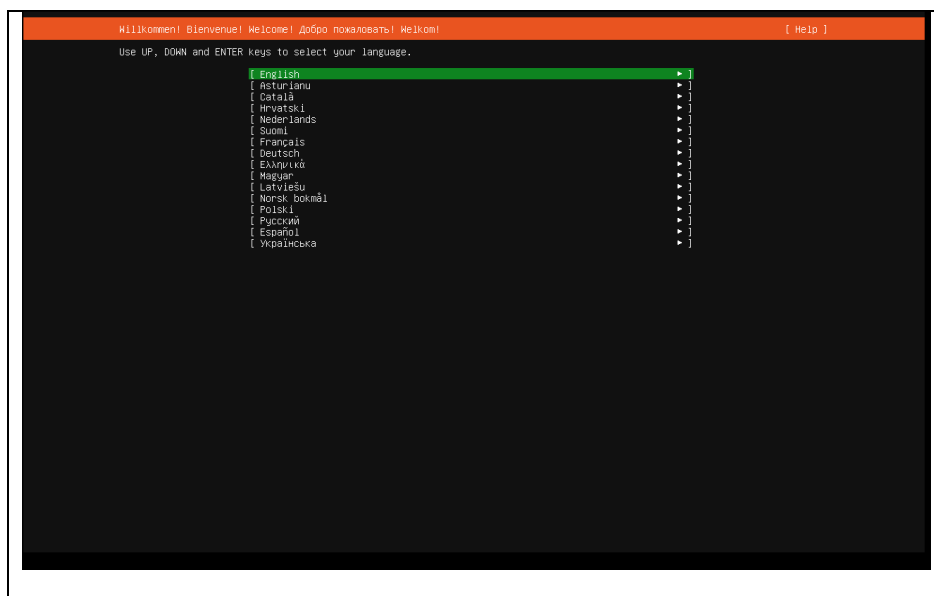 Willkommen! Bienvenue! Welcome! Добро пожаловать! Welkom! [ Help ]
Use UP, DOWN and ENTER keys to select your language.
[ English ► ]
[ Asturianu ► ]
[ Català ► ]
[ Hrvatski ► ]
[ Nederlands ► ]
[ Suomi ► ]
[ Français ► ]
[ Deutsch ► ]
[ Ελληνικά ► ]
[ Magyar ► ]
[ Latviešu ► ]
[ Norsk bokmål ► ]
[ Polski ► ]
[ Русский ► ]
[ Español ► ]
[ Українська ► ]